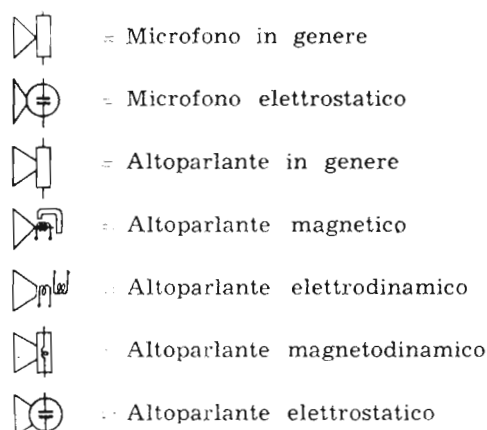 = Microfono in genere
= Microfono elettrostatico
= Altoparlante in genere
= Altoparlante magnetico
= Altoparlante elettrodinamico
Altoparlante magnetodinamico
= Altoparlante elettrostatico